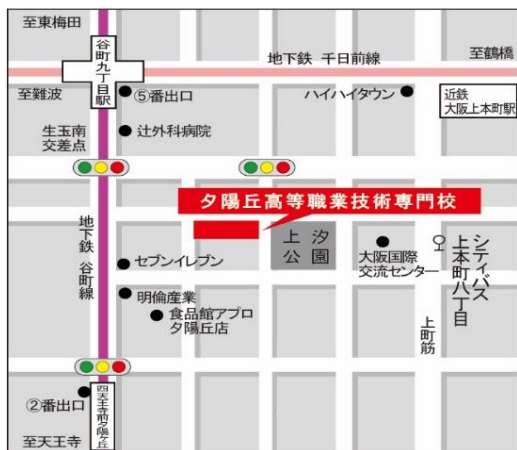 至東梅田
谷町九丁目駅
地下鉄 千日前線
至鶴橋
至難波
⑤番出口
ハイハイタウン
近鉄
大阪上本町駅
生玉南
交差点
辻外科病院
夕陽丘高等職業技術専門校
地下鉄 谷町線
上汐
公園
セブンイレブン
大阪国際
交流センター
シティバス
上本町八丁目
明倫産業
食品館アプロ
夕陽丘店
上町筋
②番出口
四天王寺前夕陽ヶ丘
至天王寺